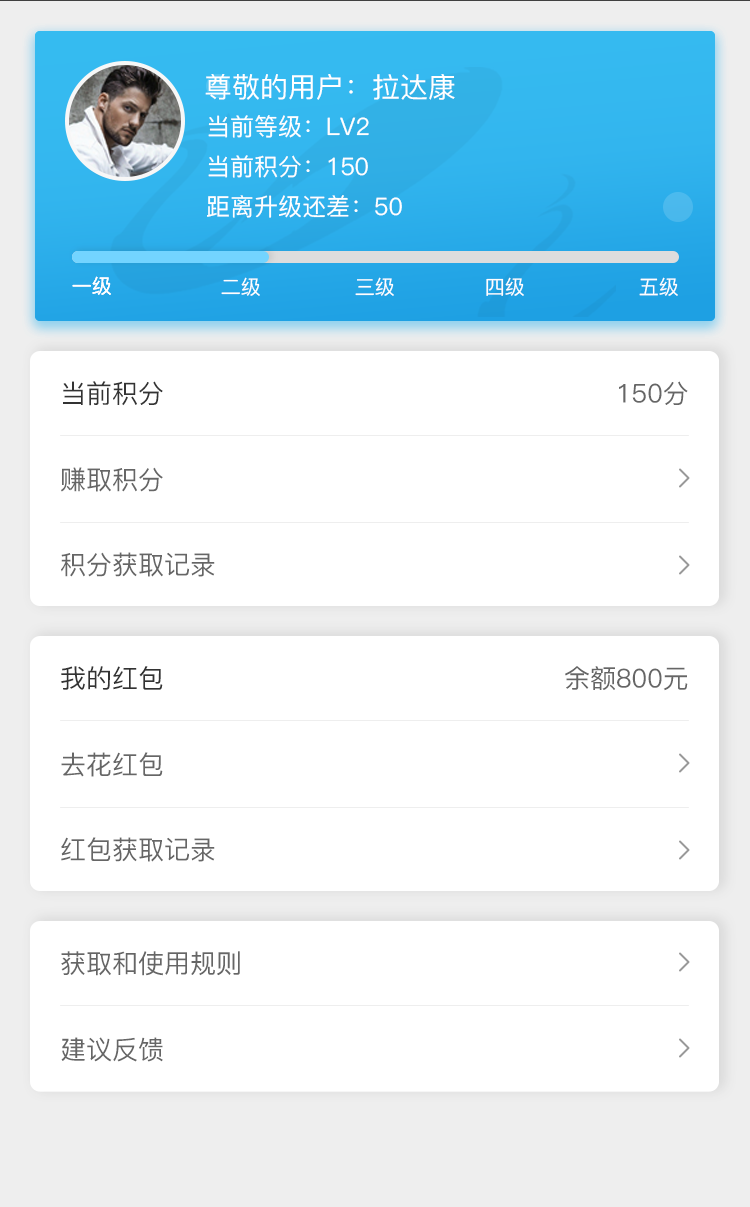 尊敬的用户：拉达康
当前等级：LV2
当前积分：150
距离升级还差：50
一级 二级 三级 四级 五级
当前积分 150分
赚取积分
积分获取记录
我的红包 余额800元
去花红包
红包获取记录
获取和使用规则
建议反馈